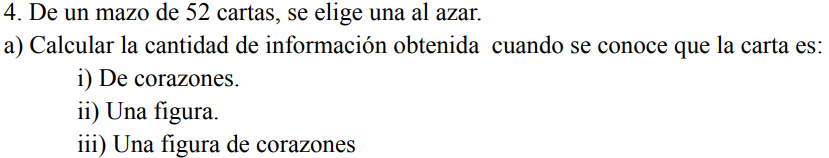 4. De un mazo de 52 cartas, se elige una al azar.
a) Calcular la cantidad de información obtenida cuando se conoce que la carta es:
i) De corazones.
ii) Una figura.
iii) Una figura de corazones